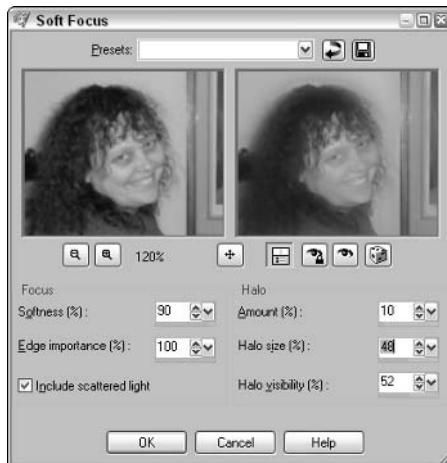 Soft Focus
Presets:
120%
Focus
Softness (%) : 90
Edge importance (%) : 100
Include scattered light
Halo
Amount (%) : 10
Halo size (%) : 48
Halo visibility (%) : 52
OK Cancel Help